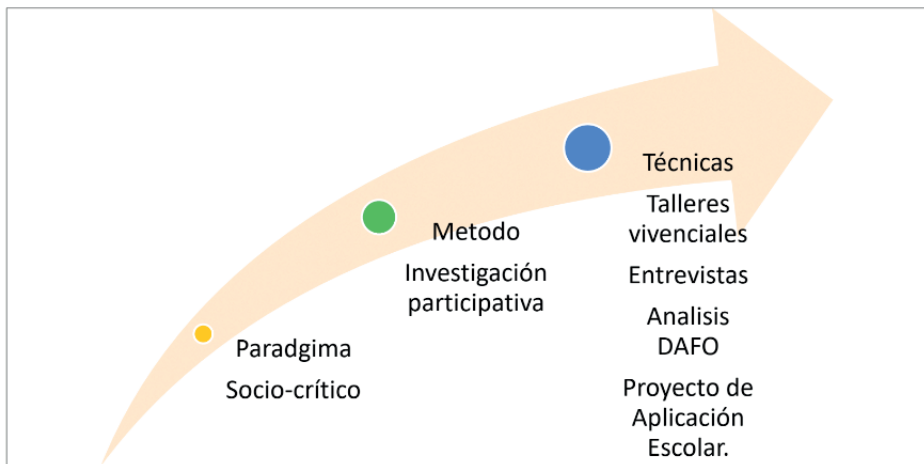 Paradgima
Socio-crítico
Metodo
Investigación
participativa
Técnicas
Talleres
vivenciales
Entrevistas
Analisis
DAFO
Proyecto de
Aplicación
Escolar.